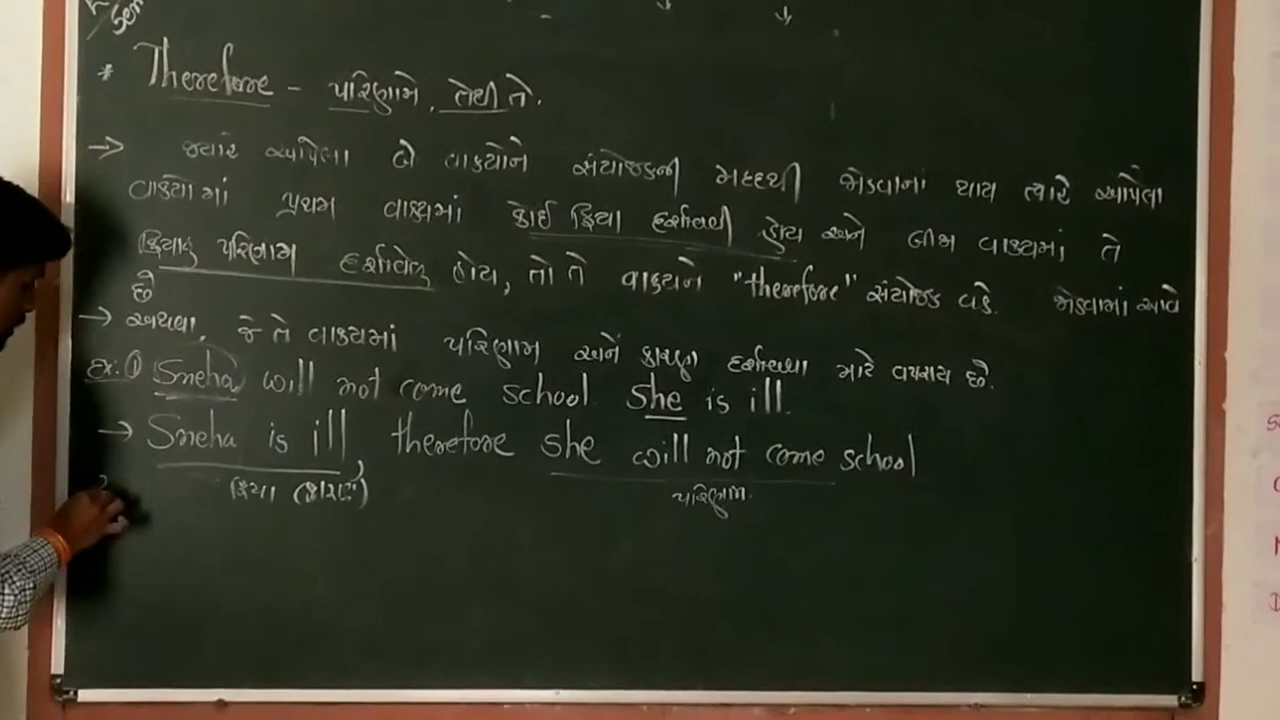 Sem
* Therefore - પરિણામે, તેથી તો.
→ જ્યારે આપેલા બે વાક્યોને સંયોજકની મદદથી જોડવાના થાય ત્યારે આપેલા
વાક્યોમાં પ્રથમ વાક્યમાં કોઈ ક્રિયા દર્શાવેલી હોય અને બીજા વાક્યમાં તે
ક્રિયાનું પરિણામ દર્શાવેલુ હોય, તો તે વાક્યને "therefore" સંયોજક વડે જોડવામાં આવે
છે
→ અથવા, જે તે વાક્યમાં પરિણામ અને કારણ દર્શાવવા માટે વપરાય છે.
Ex:① Sneha will not come school. She is ill.
→ Sneha is ill, therefore she will not come school
ક્રિયા (કારણ) પરિણામ.